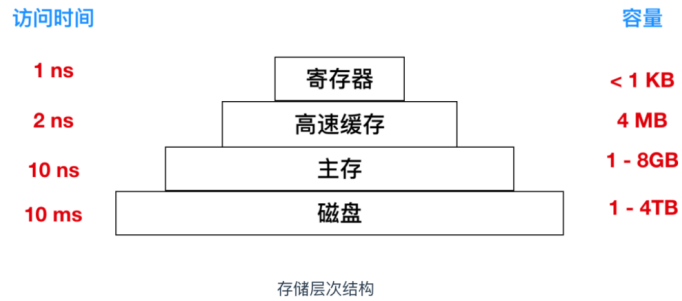 访问时间 容量
1 ns 寄存器 < 1 KB
2 ns 高速缓存 4 MB
10 ns 主存 1 - 8GB
10 ms 磁盘 1 - 4TB
存储层次结构